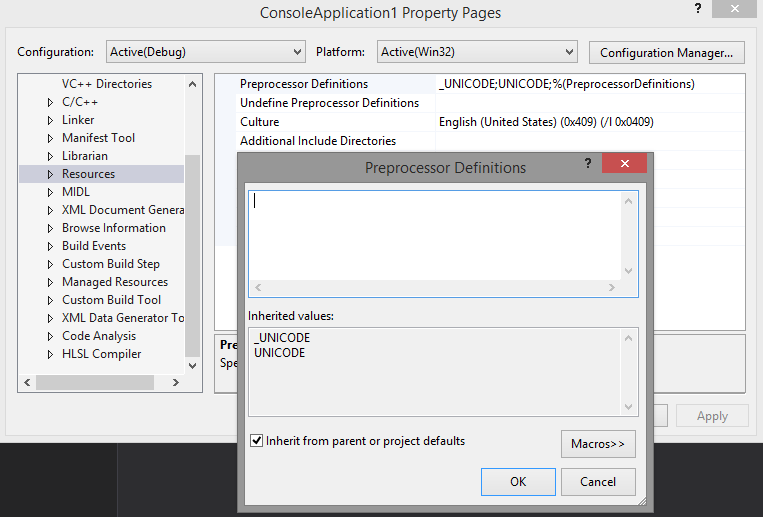 ConsoleApplication1 Property Pages
?
Configuration: Active(Debug) Platform: Active(Win32) Configuration Manager...
VC++ Directories
C/C++
Linker
Manifest Tool
Librarian
Resources
MIDL
XML Document Genera
Browse Information
Build Events
Custom Build Step
Managed Resources
Custom Build Tool
XML Data Generator To
Code Analysis
HLSL Compiler
Preprocessor Definitions _UNICODE;UNICODE;%(PreprocessorDefinitions)
Undefine Preprocessor Definitions
Culture English (United States) (0x409) (/l 0x0409)
Additional Include Directories
Pre
Spe
Apply
Preprocessor Definitions
?
Inherited values:
_UNICODE
UNICODE
Inherit from parent or project defaults
Macros>>
OK Cancel